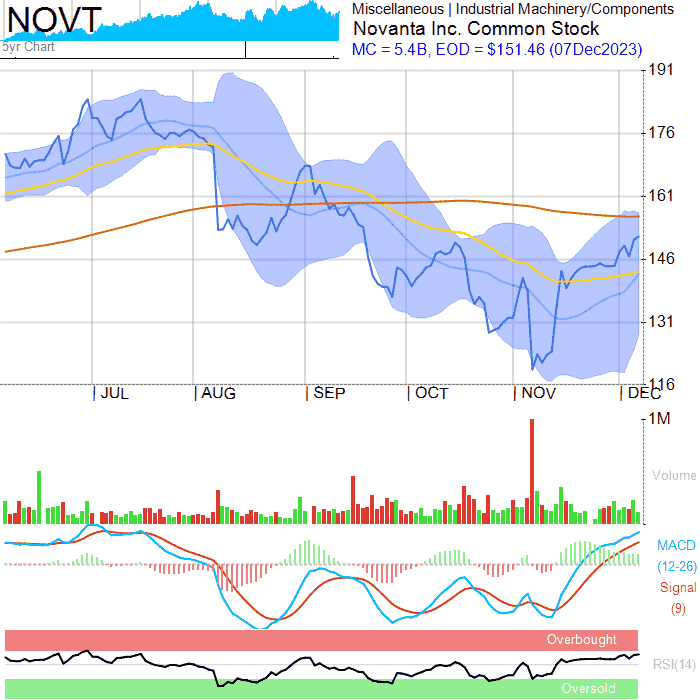 NOVT
5yr Chart
Miscellaneous | Industrial Machinery/Components
Novanta Inc. Common Stock
MC = 5.4B, EOD = $151.46 (07Dec2023)
191
176
161
146
131
116
JUL AUG SEP OCT NOV DEC
1M
Volume
MACD
(12-26)
Signal
(9)
Overbought
RSI(14)
Oversold